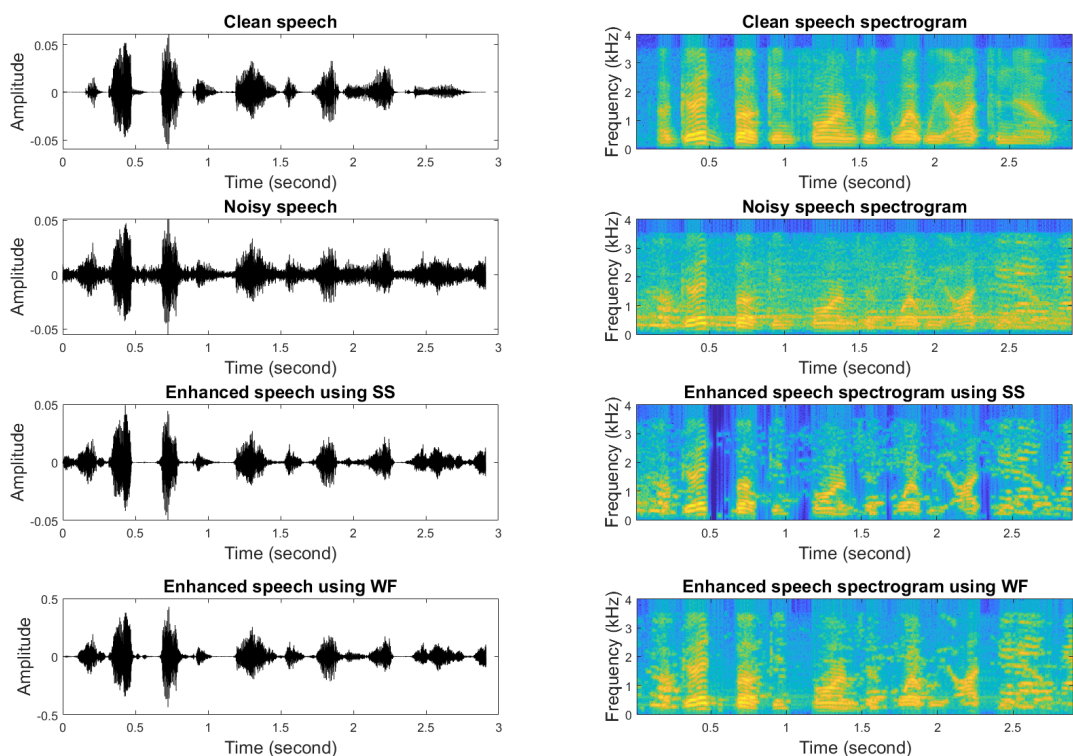 Clean speech
Amplitude
0.05
0
-0.05
0 0.5 1 1.5 2 2.5 3
Time (second)
Clean speech spectrogram
Frequency (kHz)
4
3
2
1
0
0.5 1 1.5 2 2.5
Time (second)
Noisy speech
Amplitude
0.05
0
-0.05
0 0.5 1 1.5 2 2.5 3
Time (second)
Noisy speech spectrogram
Frequency (kHz)
4
3
2
1
0
0.5 1 1.5 2 2.5
Time (second)
Enhanced speech using SS
Amplitude
0.05
0
-0.05
0 0.5 1 1.5 2 2.5 3
Time (second)
Enhanced speech spectrogram using SS
Frequency (kHz)
4
3
2
1
0
0.5 1 1.5 2 2.5
Time (second)
Enhanced speech using WF
Amplitude
0.5
0
-0.5
0 0.5 1 1.5 2 2.5 3
Time (second)
Enhanced speech spectrogram using WF
Frequency (kHz)
4
3
2
1
0
0.5 1 1.5 2 2.5
Time (second)